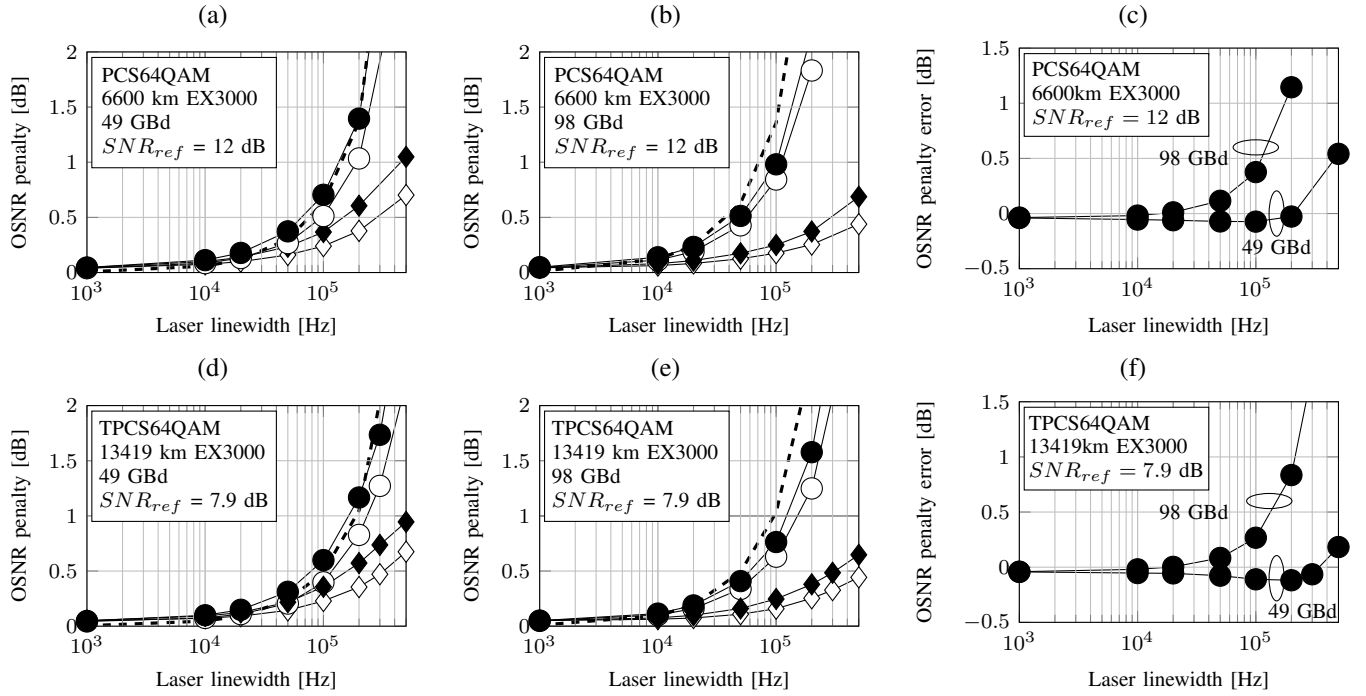 (a)
(b)
(c)
OSNR penalty [dB]
2
1.5
1
0.5
0
PCS64QAM
6600 km EX3000
49 GBd
SNR_ref = 12 dB
10^3
10^4
10^5
Laser linewidth [Hz]
OSNR penalty [dB]
2
1.5
1
0.5
0
PCS64QAM
6600 km EX3000
98 GBd
SNR_ref = 12 dB
10^3
10^4
10^5
Laser linewidth [Hz]
OSNR penalty error [dB]
1.5
1
0.5
0
−0.5
PCS64QAM
6600km EX3000
SNR_ref = 12 dB
98 GBd
49 GBd
10^3
10^4
10^5
Laser linewidth [Hz]
(d)
(e)
(f)
OSNR penalty [dB]
2
1.5
1
0.5
0
TPCS64QAM
13419 km EX3000
49 GBd
SNR_ref = 7.9 dB
10^3
10^4
10^5
Laser linewidth [Hz]
OSNR penalty [dB]
2
1.5
1
0.5
0
TPCS64QAM
13419 km EX3000
98 GBd
SNR_ref = 7.9 dB
10^3
10^4
10^5
Laser linewidth [Hz]
OSNR penalty error [dB]
1.5
1
0.5
0
−0.5
TPCS64QAM
13419km EX3000
SNR_ref = 7.9 dB
98 GBd
49 GBd
10^3
10^4
10^5
Laser linewidth [Hz]